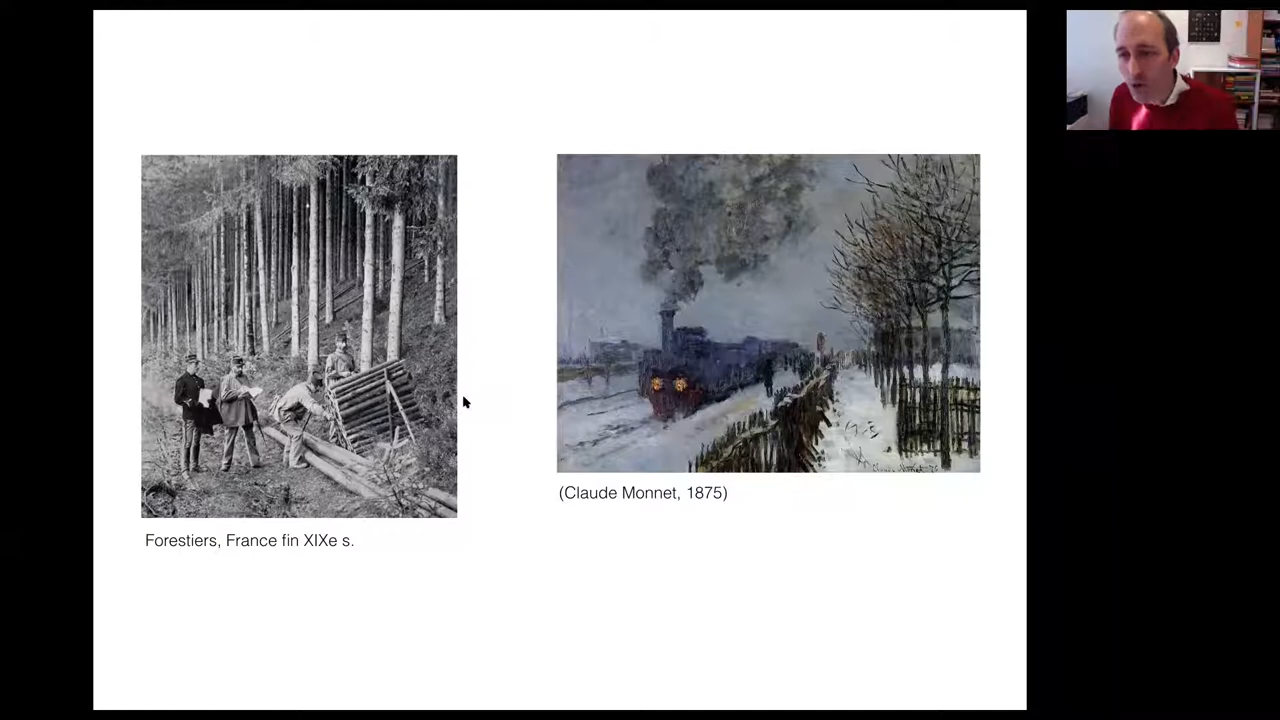 Forestiers, France fin XIXe s.
(Claude Monnet, 1875)